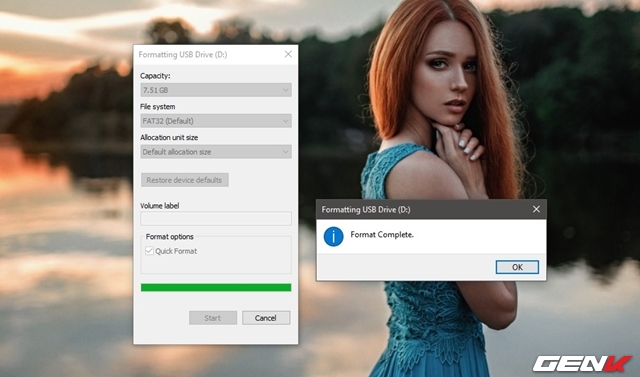 Formatting USB Drive (D:)
Capacity:
7.51 GB
File system
FAT32 (Default)
Allocation unit size
Default allocation size
Restore device defaults
Volume label
Format options
Quick Format
Start
Cancel
Formatting USB Drive (D:)
Format Complete.
OK
GENK